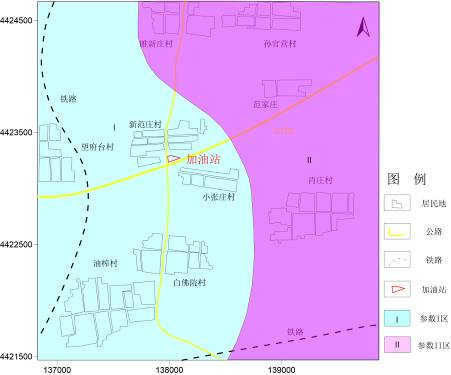 4424500
4423500
4422500
4421500
137000
138000
139000
睢新庄村
孙官营村
铁路
范家庄
新范庄村
I
望府台村
加油站
II
肖庄村
小张庄村
油榨村
白佛院村
铁路
图 例
居民地
公路
铁路
加油站
I
参数I区
II
参数II区